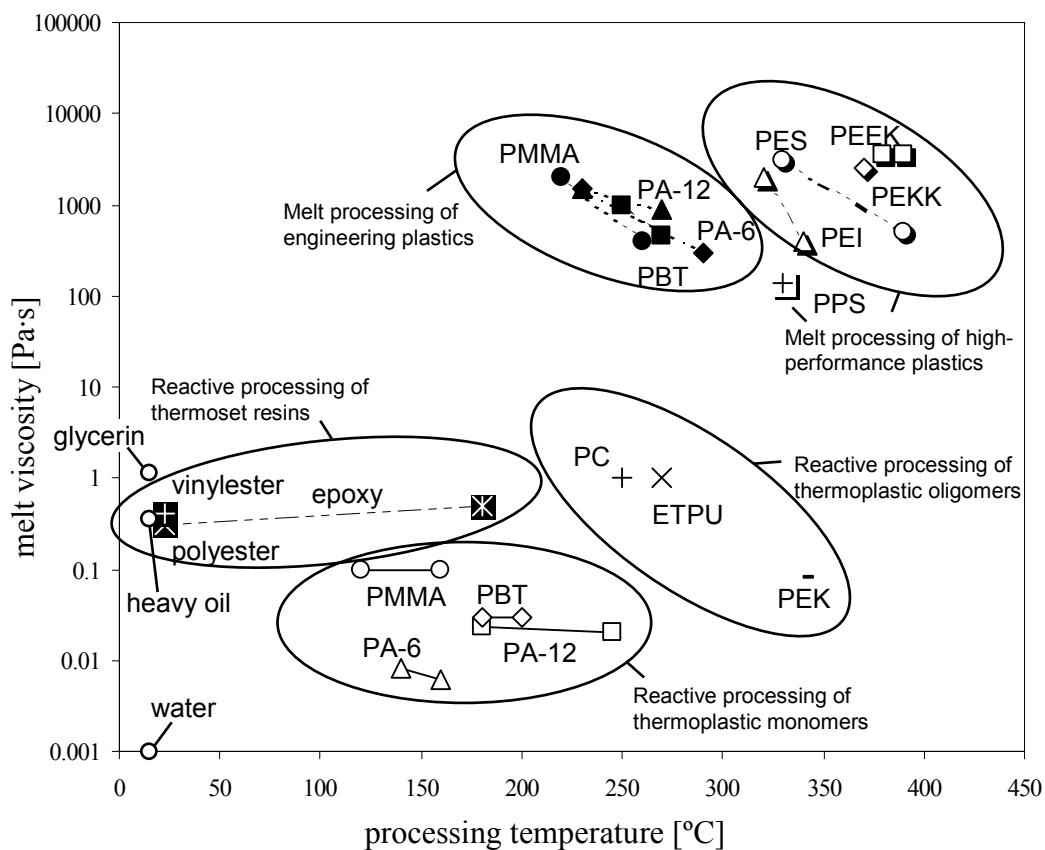 100000
10000
1000
100
10
1
0.1
0.01
0.001
melt viscosity [Pa·s]
PMMA
PA-12
PA-6
PBT
Melt processing of
engineering plastics
PES
PEEK
PEKK
PEI
PPS
Melt processing of high-
performance plastics
Reactive processing of
thermoset resins
glycerin
vinylester
epoxy
polyester
heavy oil
water
PC
ETPU
PEK
Reactive processing of
thermoplastic oligomers
PMMA
PBT
PA-12
PA-6
Reactive processing of
thermoplastic monomers
0
50
100
150
200
250
300
350
400
450
processing temperature [ºC]